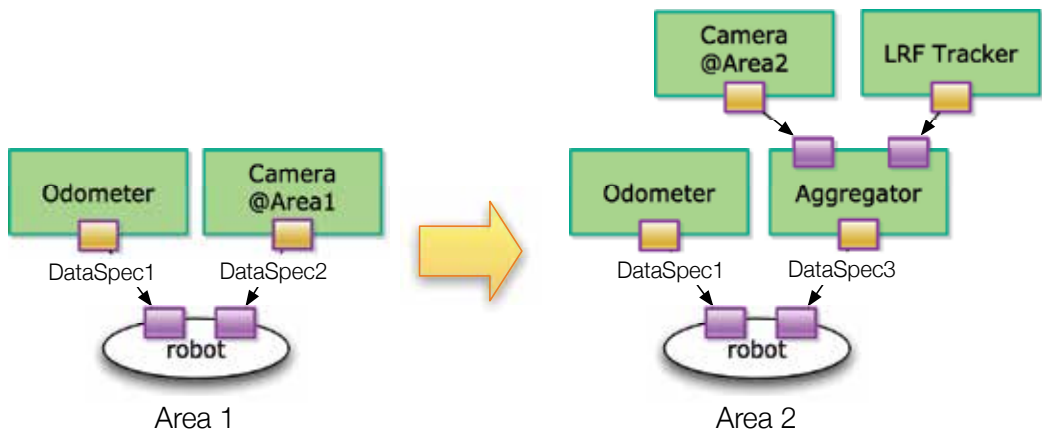 Camera
@Area2
LRF Tracker
Odometer
Camera
@Area1
Odometer
Aggregator
DataSpec1
DataSpec2
DataSpec1
DataSpec3
robot
robot
Area 1
Area 2